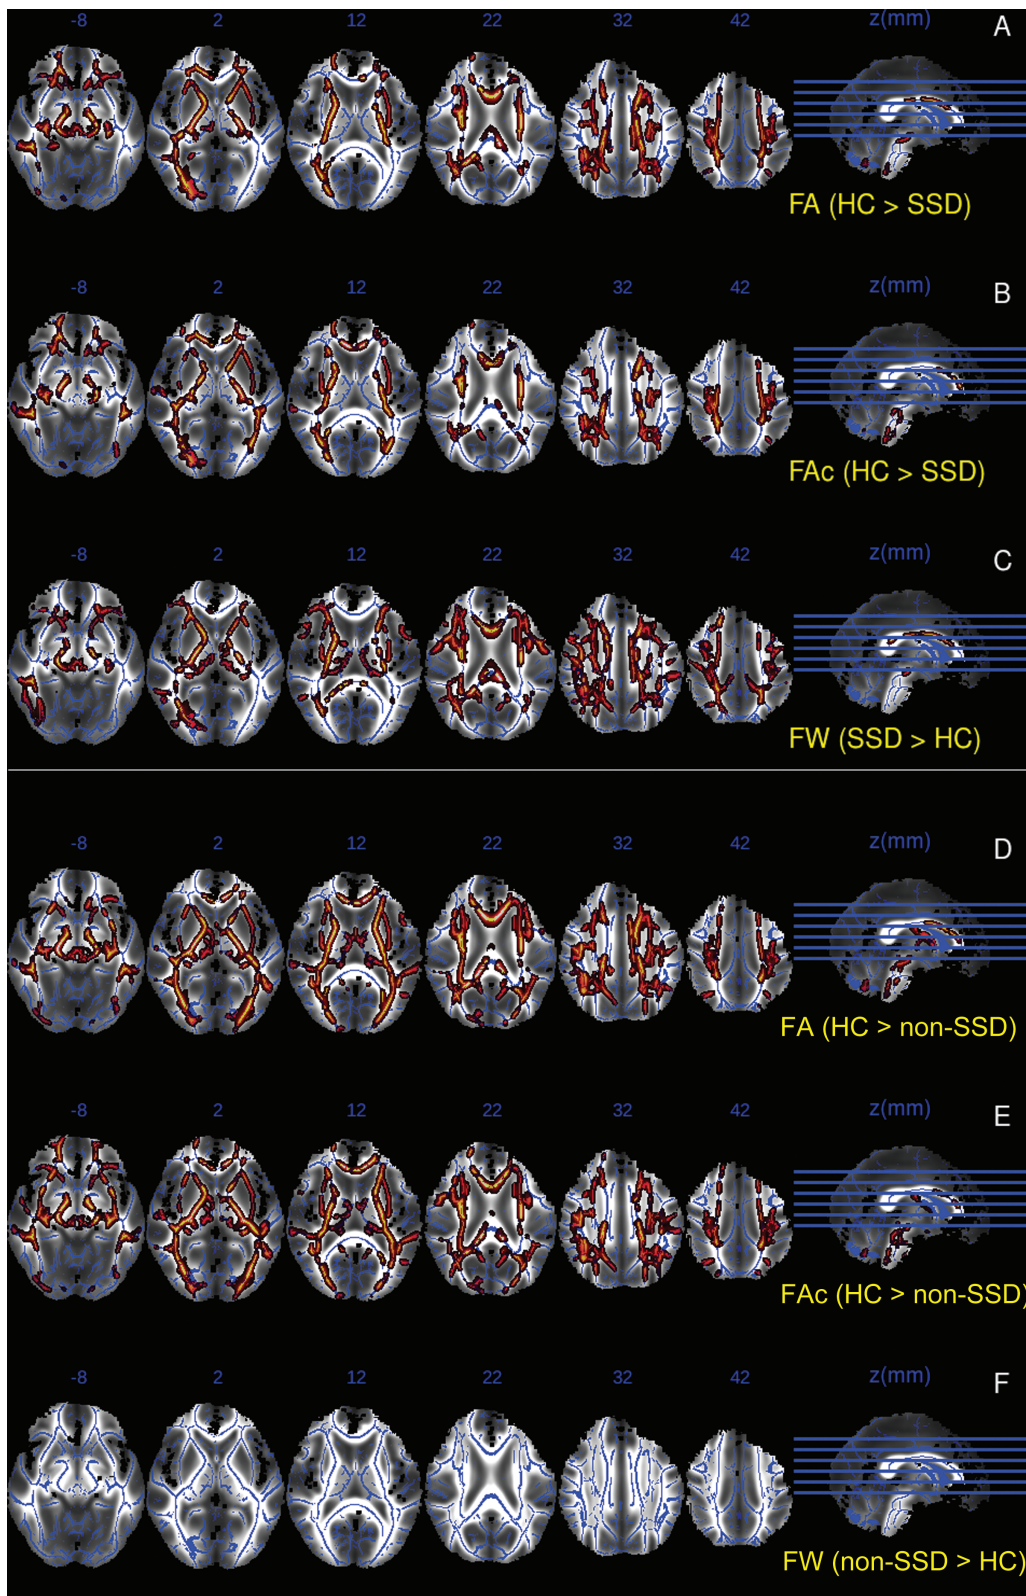 -8 2 12 22 32 42 z(mm) A
FA (HC > SSD)
-8 2 12 22 32 42 z(mm) B
FAc (HC > SSD)
-8 2 12 22 32 42 z(mm) C
FW (SSD > HC)
-8 2 12 22 32 42 z(mm) D
FA (HC > non-SSD)
-8 2 12 22 32 42 z(mm) E
FAc (HC > non-SSD)
-8 2 12 22 32 42 z(mm) F
FW (non-SSD > HC)